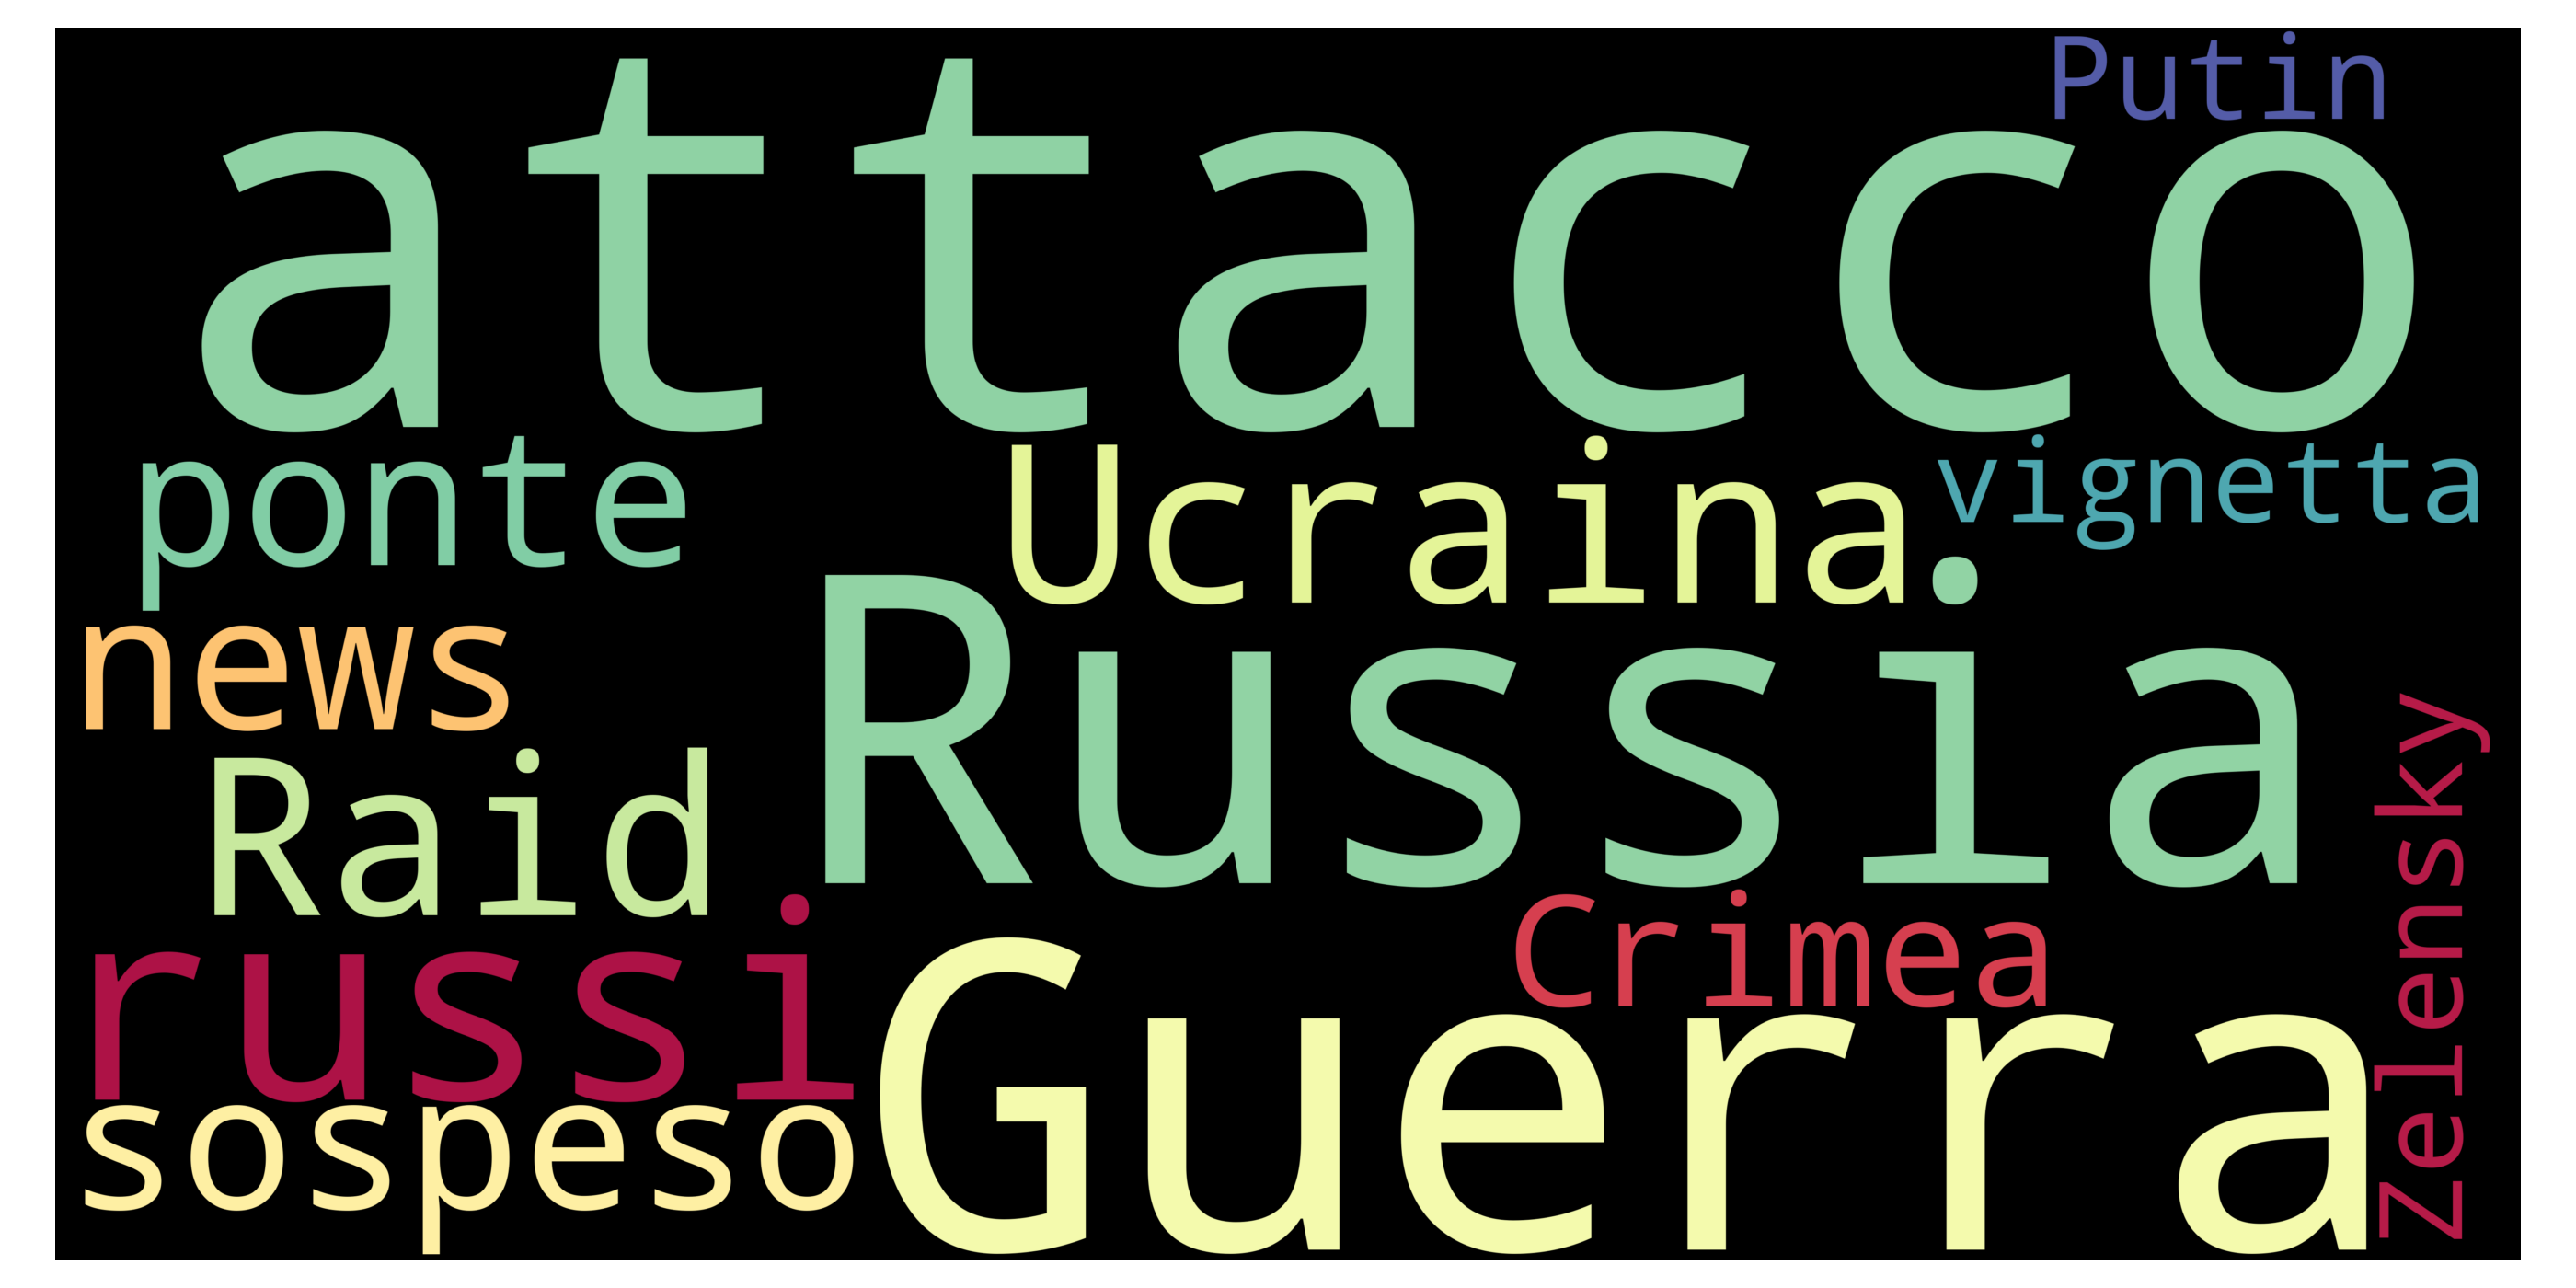 Putin
attacco
ponte
Ucraina
vignetta
news
Russia
Raid
russi
Crimea
Zelensky
sospeso
Guerra